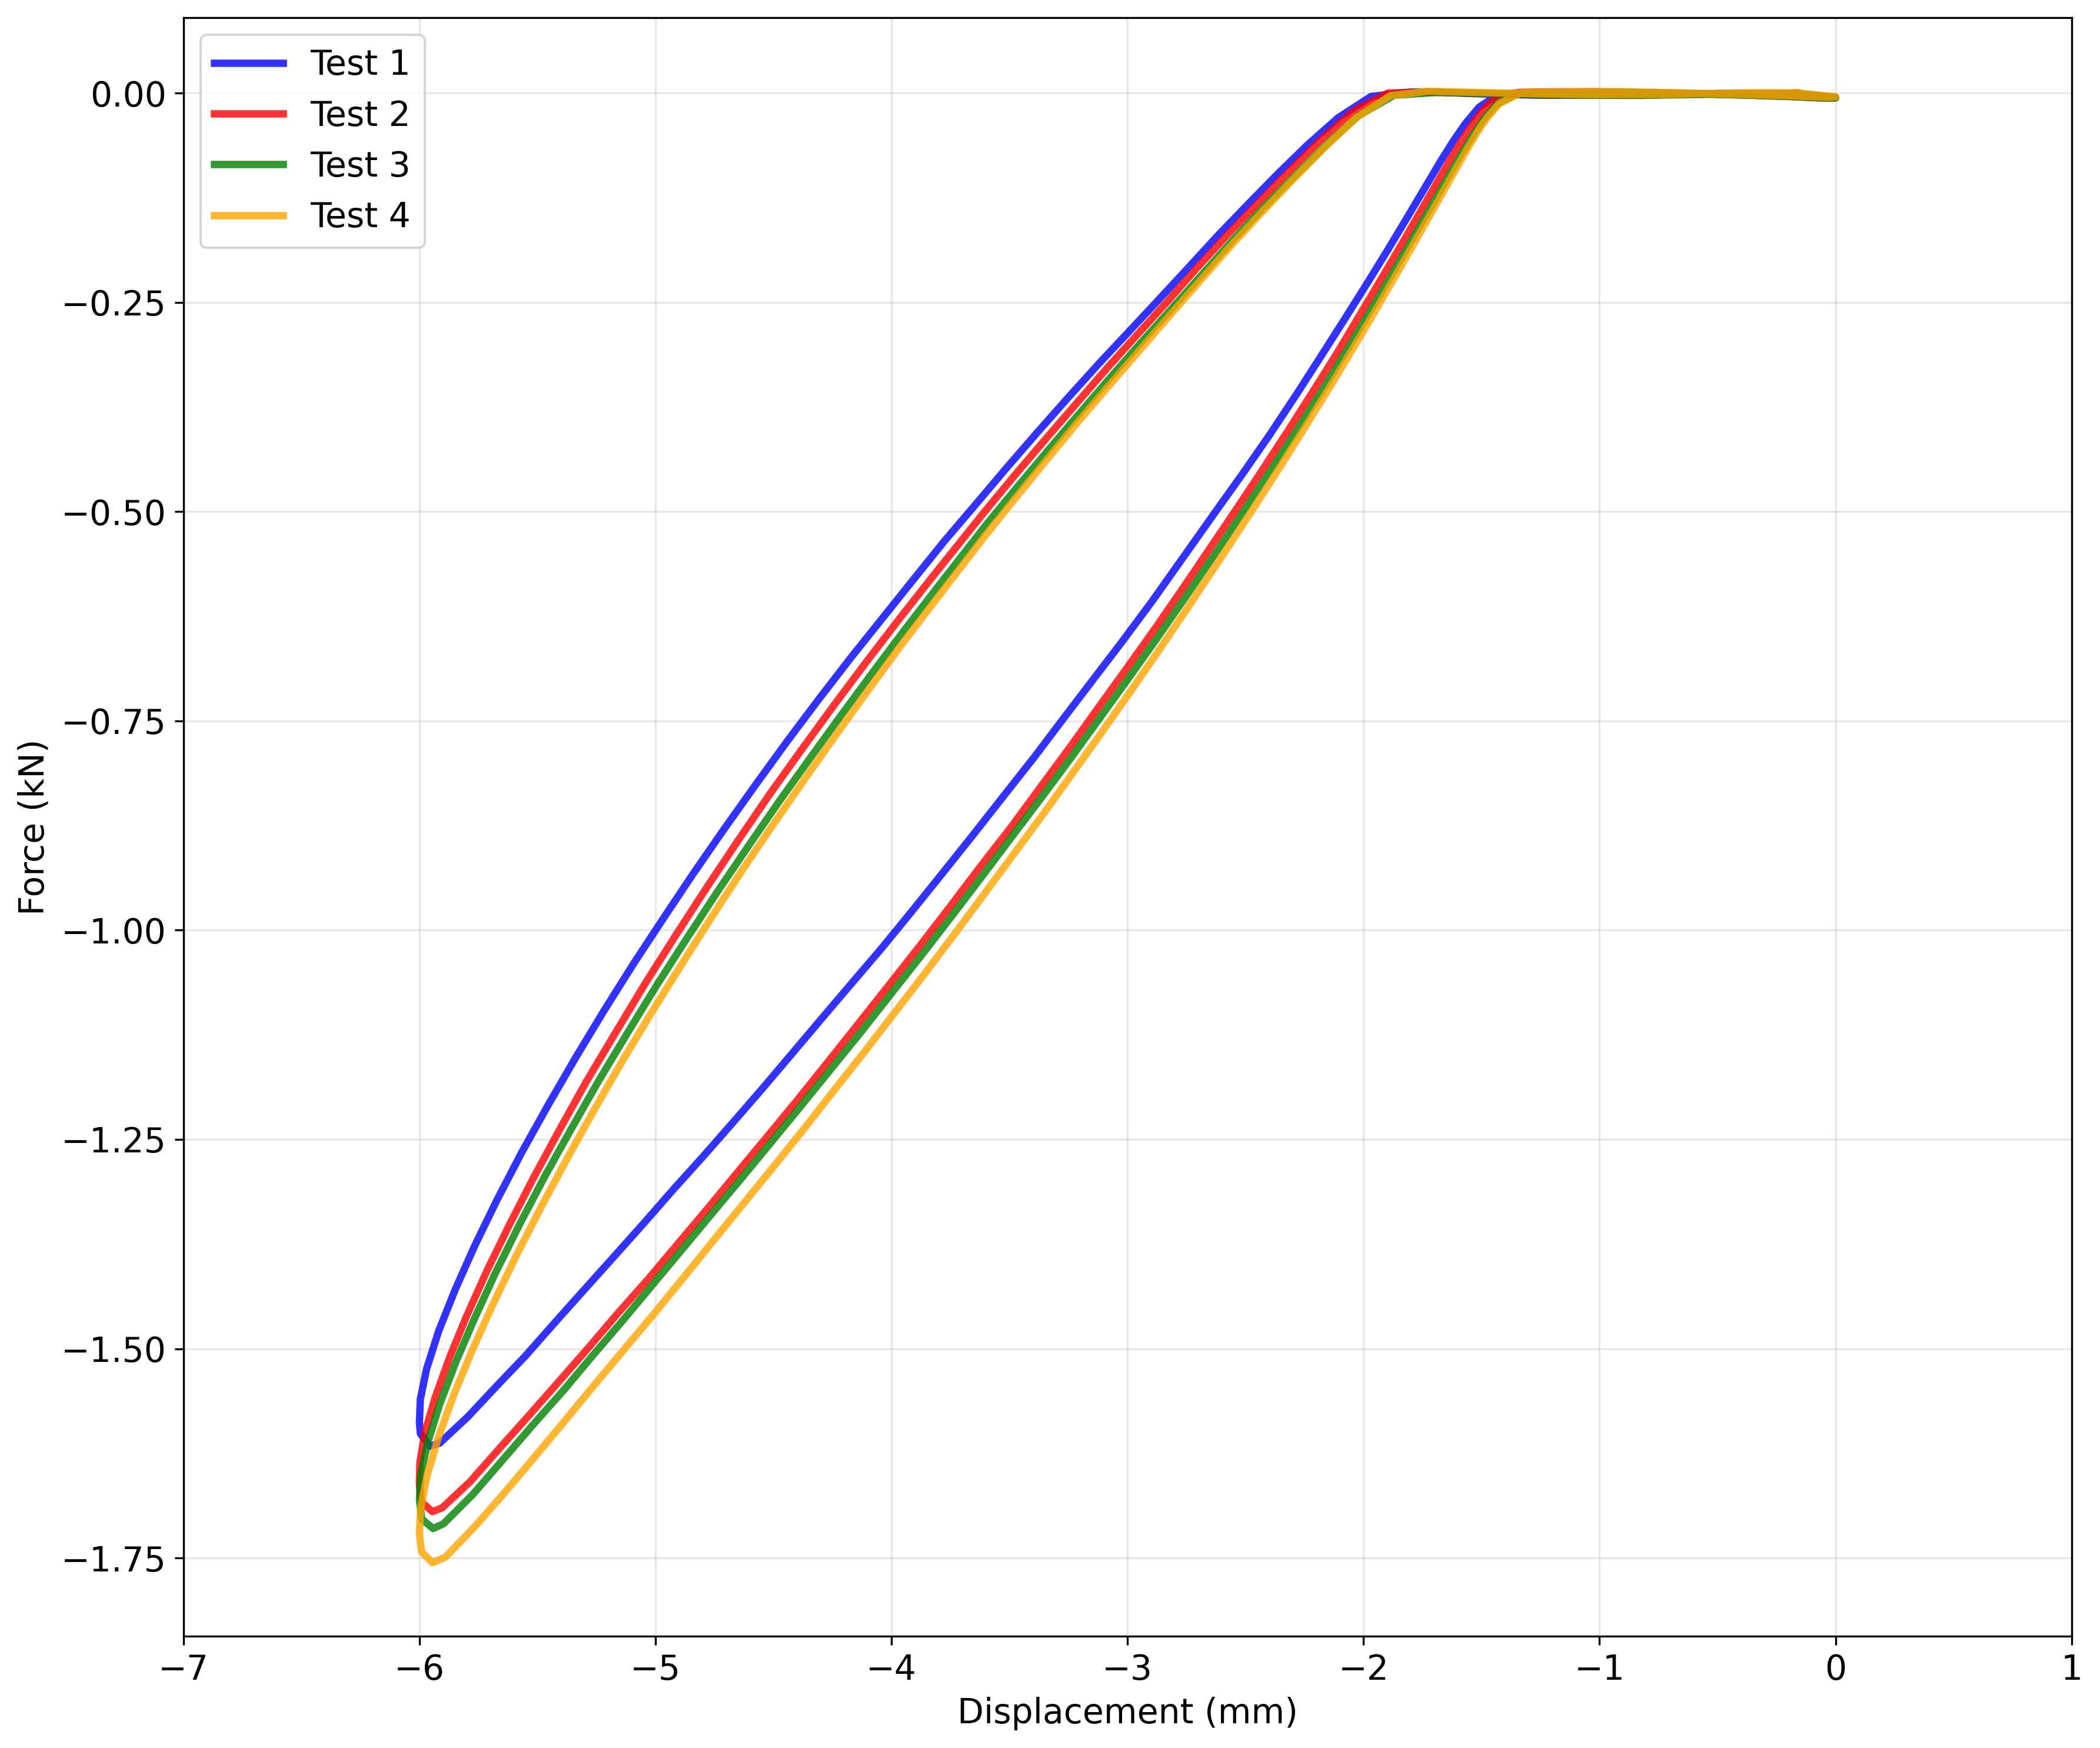 Test 1
Test 2
Test 3
Test 4
0.00
−0.25
−0.50
−0.75
−1.00
−1.25
−1.50
−1.75
Force (kN)
−7 −6 −5 −4 −3 −2 −1 0 1
Displacement (mm)